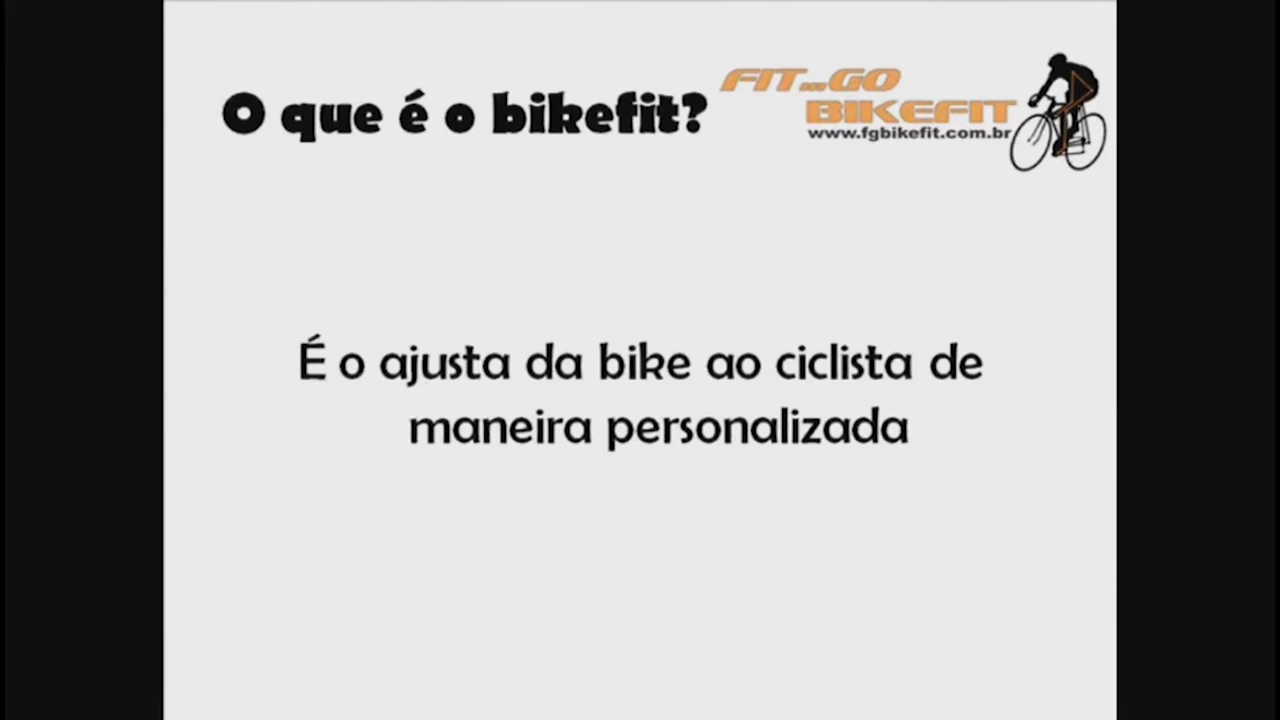 O que é o bikefit?
FIT...GO
BIKEFIT
www.fgbikefit.com.br
É o ajusta da bike ao ciclista de
maneira personalizada